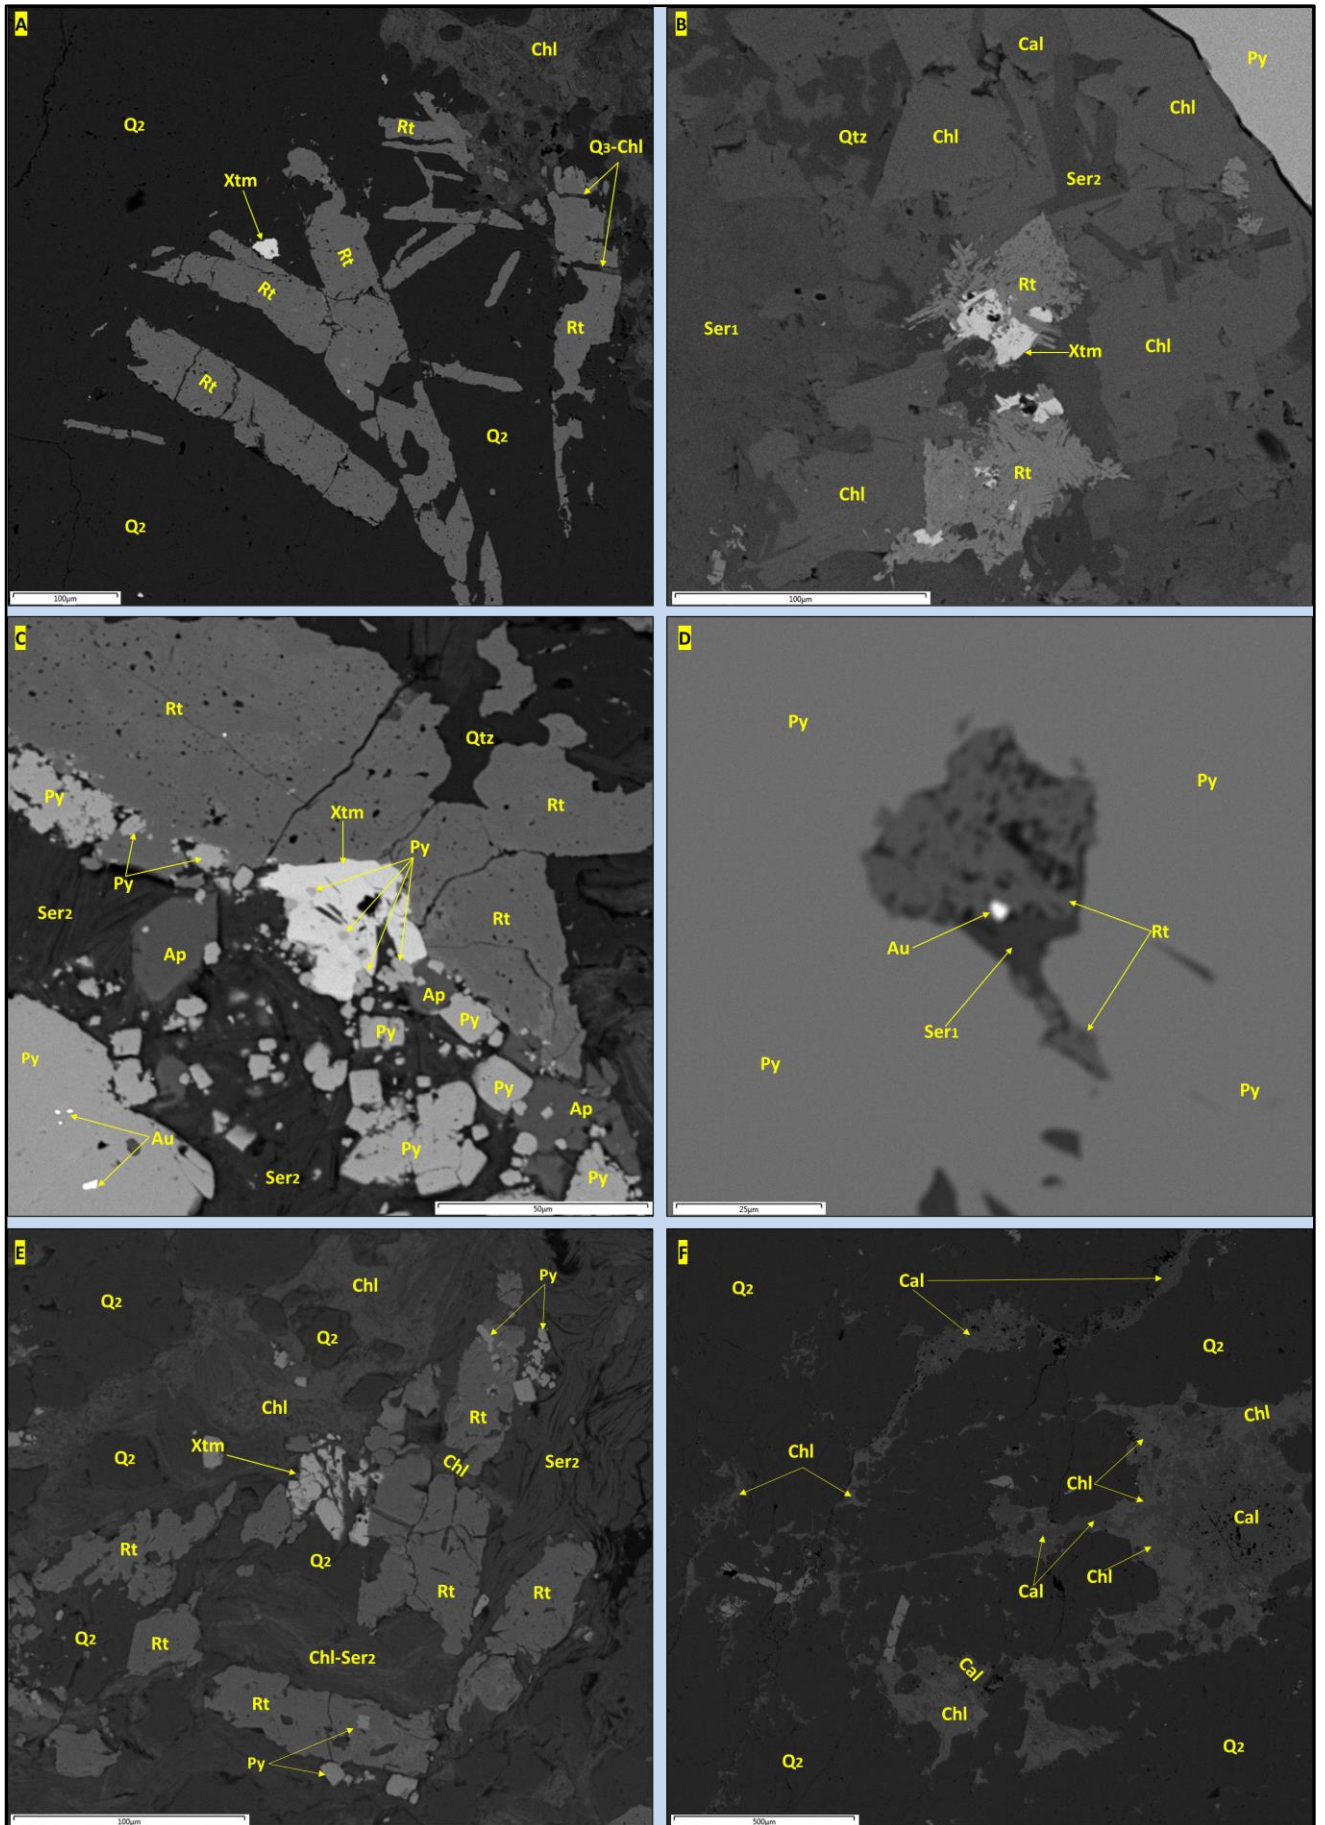 A
Chl
Q2
Rt
Q3-Chl
Xtm
Rt
Rt
Rt
Rt
Q2
Q2
100µm
B
Cal
Py
Chl
Qtz
Chl
Ser2
Rt
Ser1
Xtm
Chl
Rt
Chl
100µm
C
Rt
Qtz
Py
Rt
Xtm
Py
Py
Ser2
Rt
Ap
Ap
Py
Py
Py
Py
Ap
Au
Py
Ser2
Py
50µm
D
Py
Py
Au
Rt
Ser1
Py
Py
25µm
E
Py
Chl
Q2
Q2
Chl
Rt
Xtm
Q2
Chl
Ser2
Rt
Q2
Rt
Rt
Q2
Rt
Chl-Ser2
Rt
Py
100µm
F
Cal
Q2
Q2
Chl
Chl
Chl
Cal
Chl
Cal
Cal
Chl
Q2
Q2
500µm